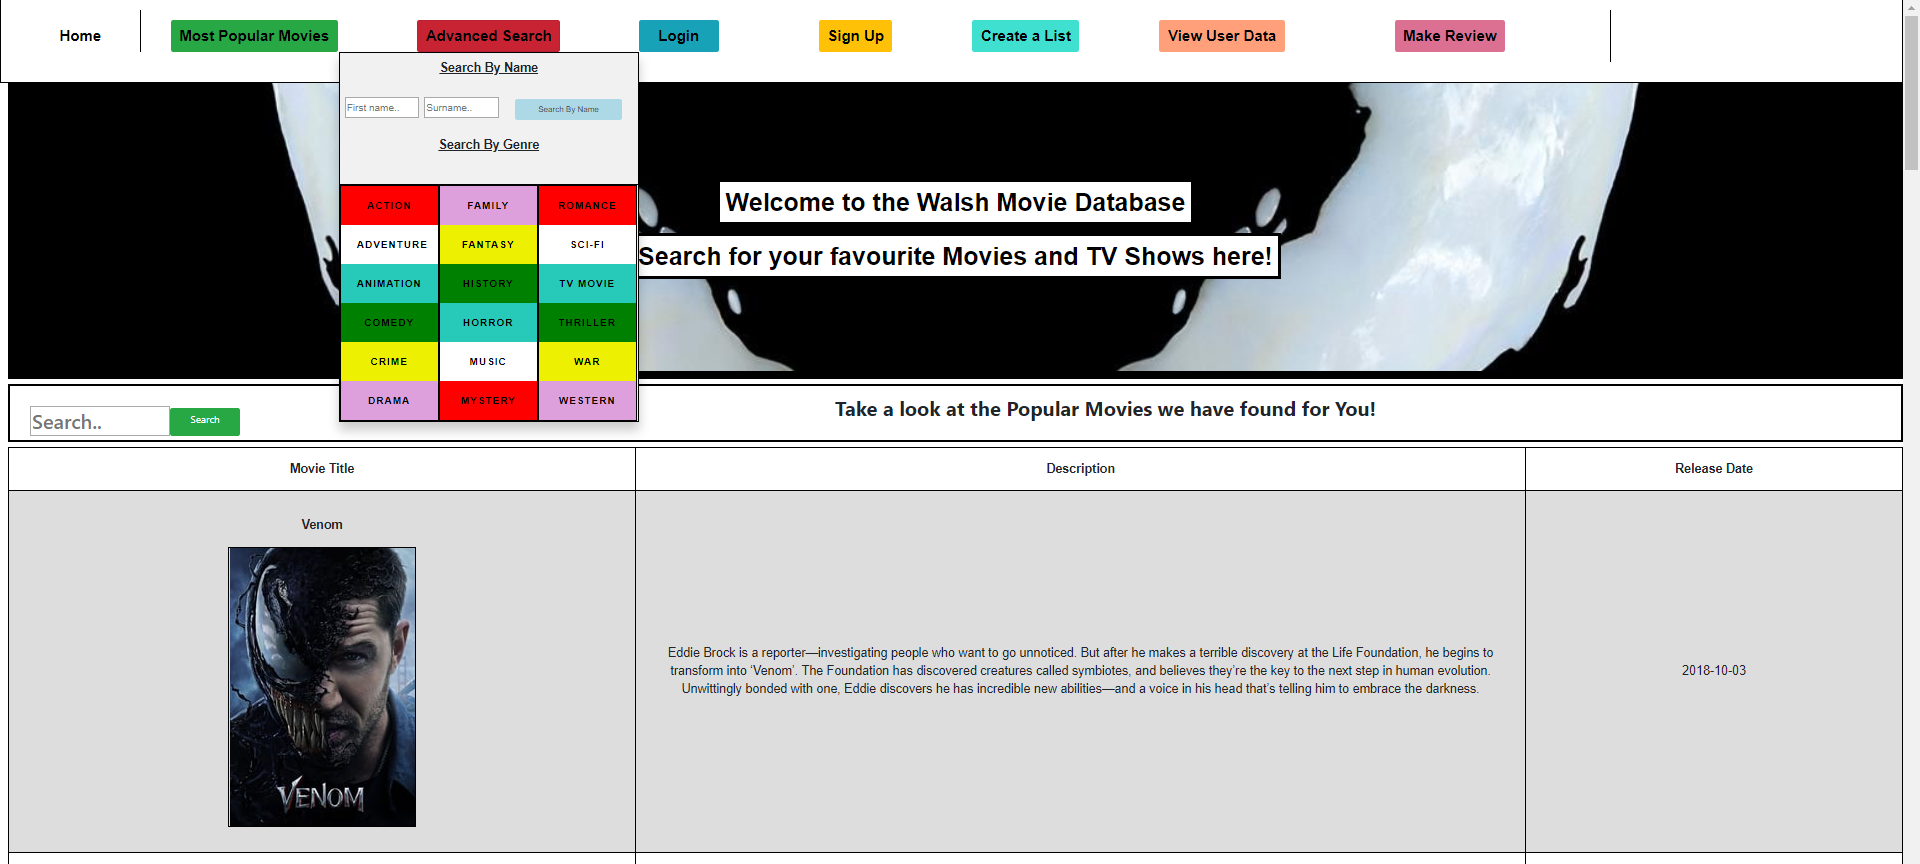 Home
Most Popular Movies
Advanced Search
Login
Sign Up
Create a List
View User Data
Make Review
Search By Name
First name..
Surname..
Search By Name
Search By Genre
ACTION
FAMILY
ROMANCE
ADVENTURE
FANTASY
SCI-FI
ANIMATION
HISTORY
TV MOVIE
COMEDY
HORROR
THRILLER
CRIME
MUSIC
WAR
DRAMA
MYSTERY
WESTERN
Welcome to the Walsh Movie Database
Search for your favourite Movies and TV Shows here!
Search..
Search
Take a look at the Popular Movies we have found for You!
Movie Title
Description
Release Date
Venom
VENOM
Eddie Brock is a reporter—investigating people who want to go unnoticed. But after he makes a terrible discovery at the Life Foundation, he begins to
transform into ‘Venom’. The Foundation has discovered creatures called symbiotes, and believes they’re the key to the next step in human evolution.
Unwittingly bonded with one, Eddie discovers he has incredible new abilities—and a voice in his head that’s telling him to embrace the darkness.
2018-10-03